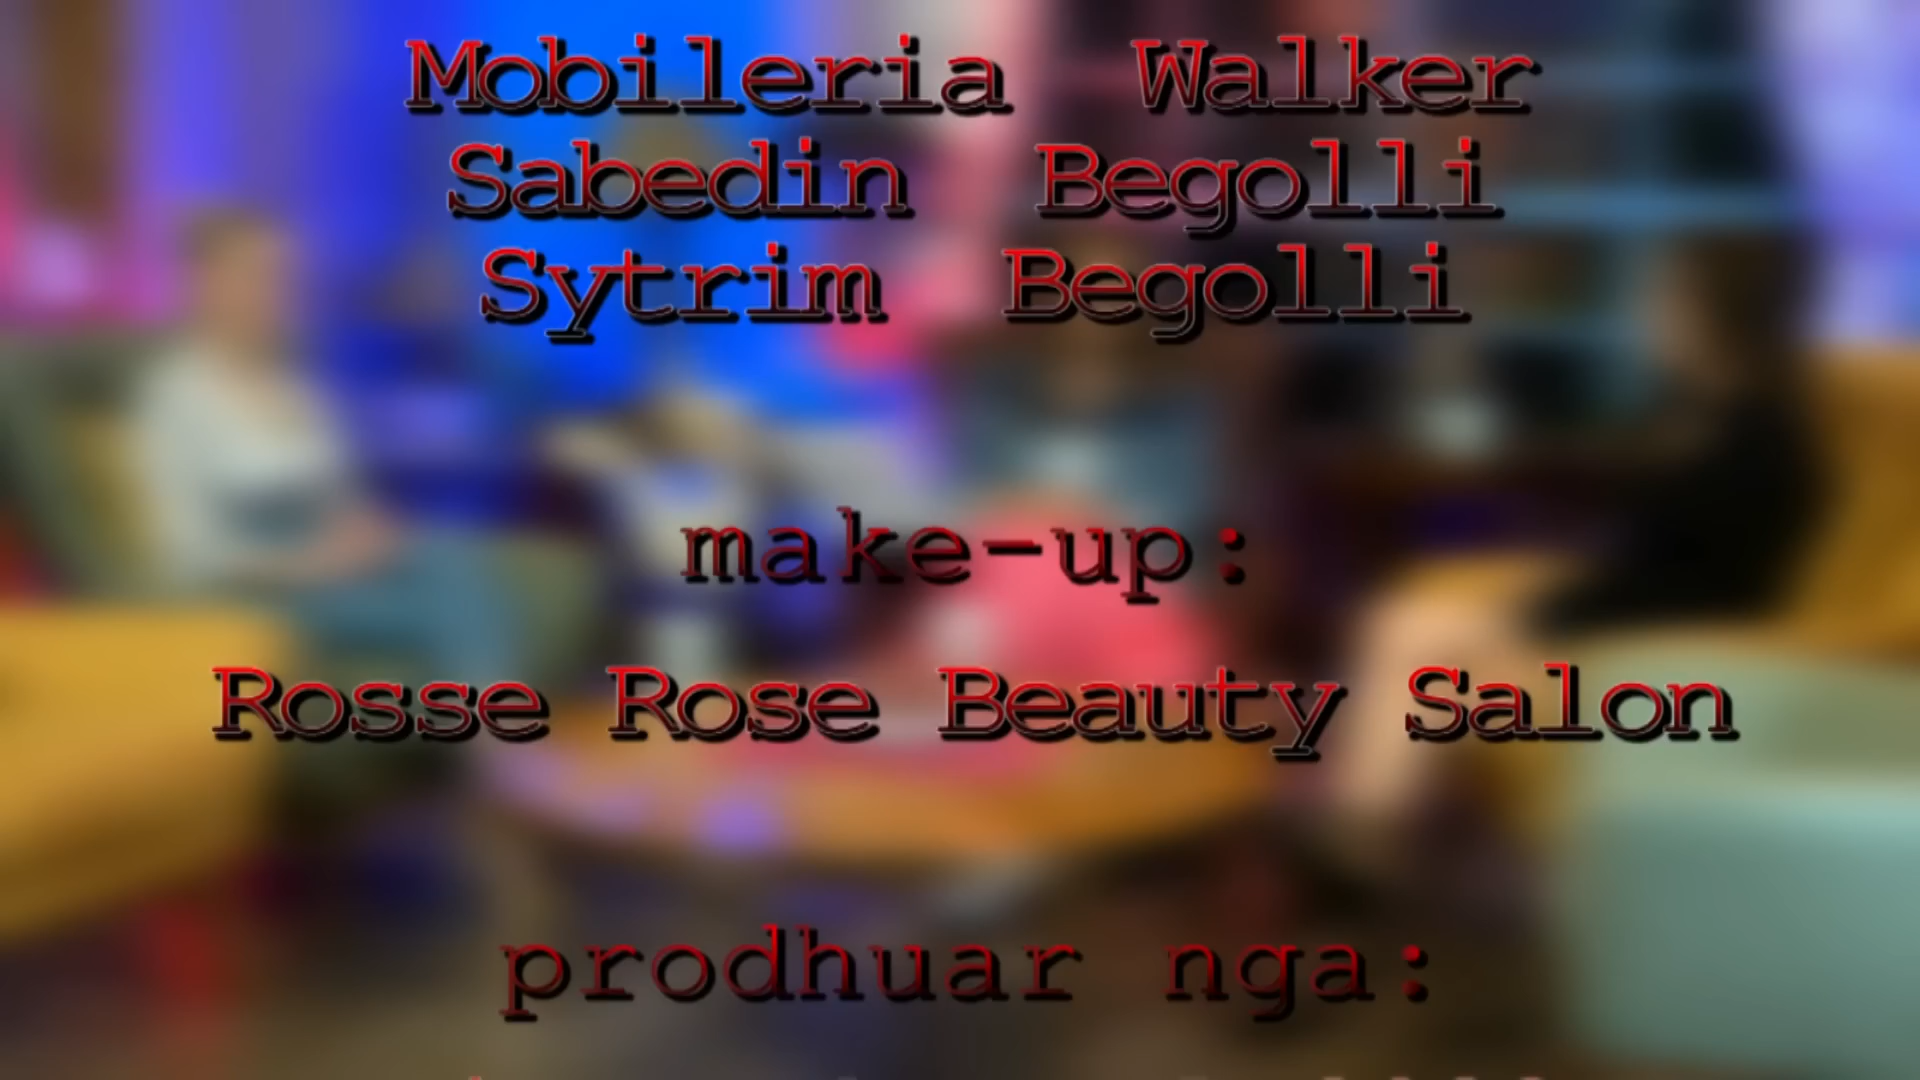 Mobileria Walker
Sabedin Begolli
Sytrim Begolli
make-up:
Rosse Rose Beauty Salon
prodhuar nga: